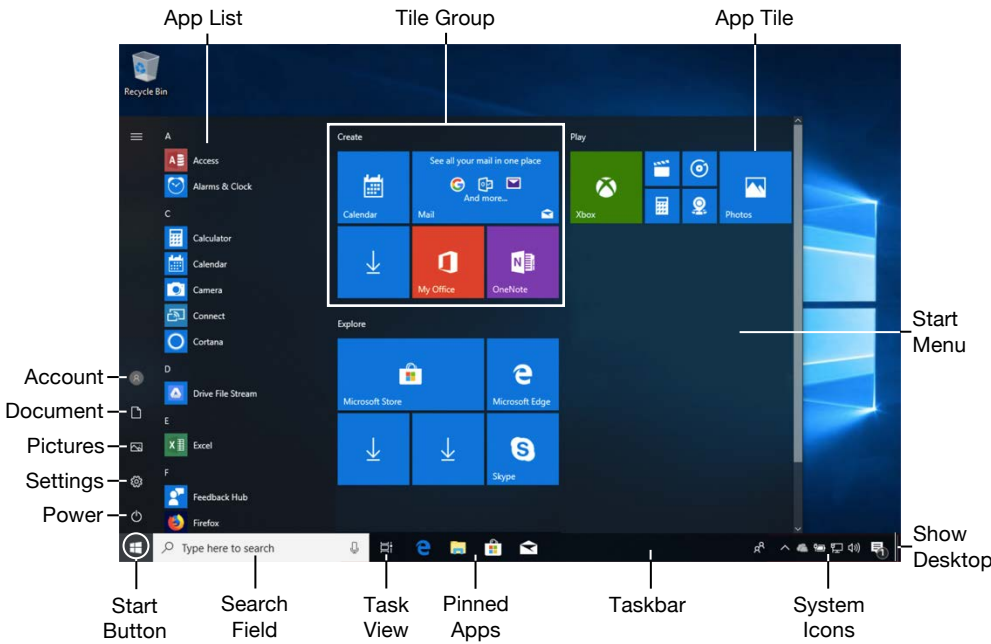 App List
Tile Group
App Tile
Recycle Bin
A
Access
Alarms & Clock
C
Calculator
Calendar
Camera
Connect
Cortana
D
Drive File Stream
E
Excel
F
Feedback Hub
Firefox
Create
Calendar
See all your mail in one place
And more...
Mail
My Office
OneNote
Play
Xbox
Photos
Explore
Microsoft Store
Microsoft Edge
Skype
Start
Menu
Account
Document
Pictures
Settings
Power
Type here to search
1
Show
Desktop
Start
Button
Search
Field
Task
View
Pinned
Apps
Taskbar
System
Icons